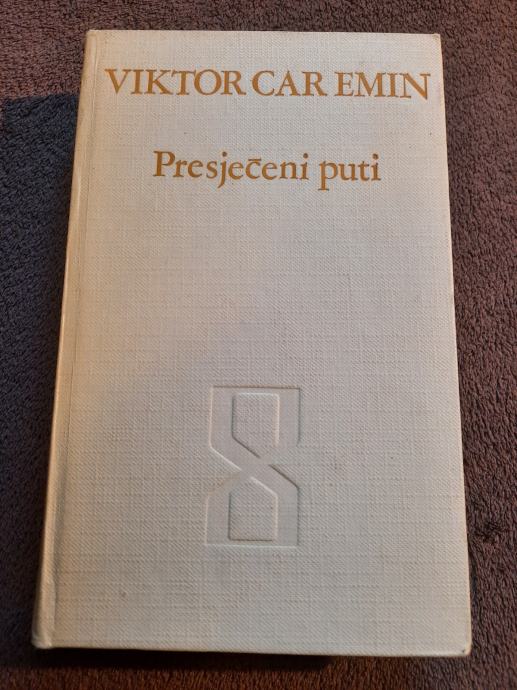 VIKTOR CAR EMIN
Presječeni puti